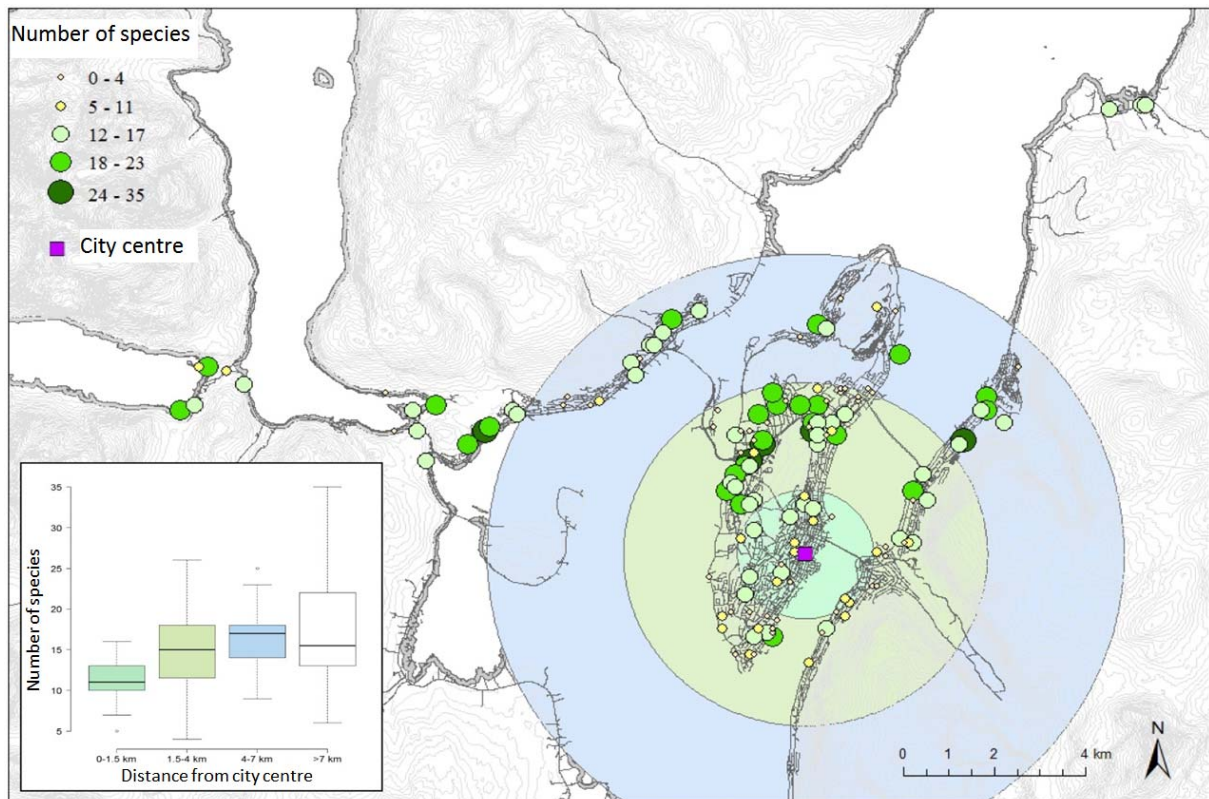 Number of species
0 - 4
5 - 11
12 - 17
18 - 23
24 - 35
City centre
Number of species
35
30
25
20
15
10
5
0-1.5 km 1.5-4 km 4-7 km >7 km
Distance from city centre
N
0 2 4 km